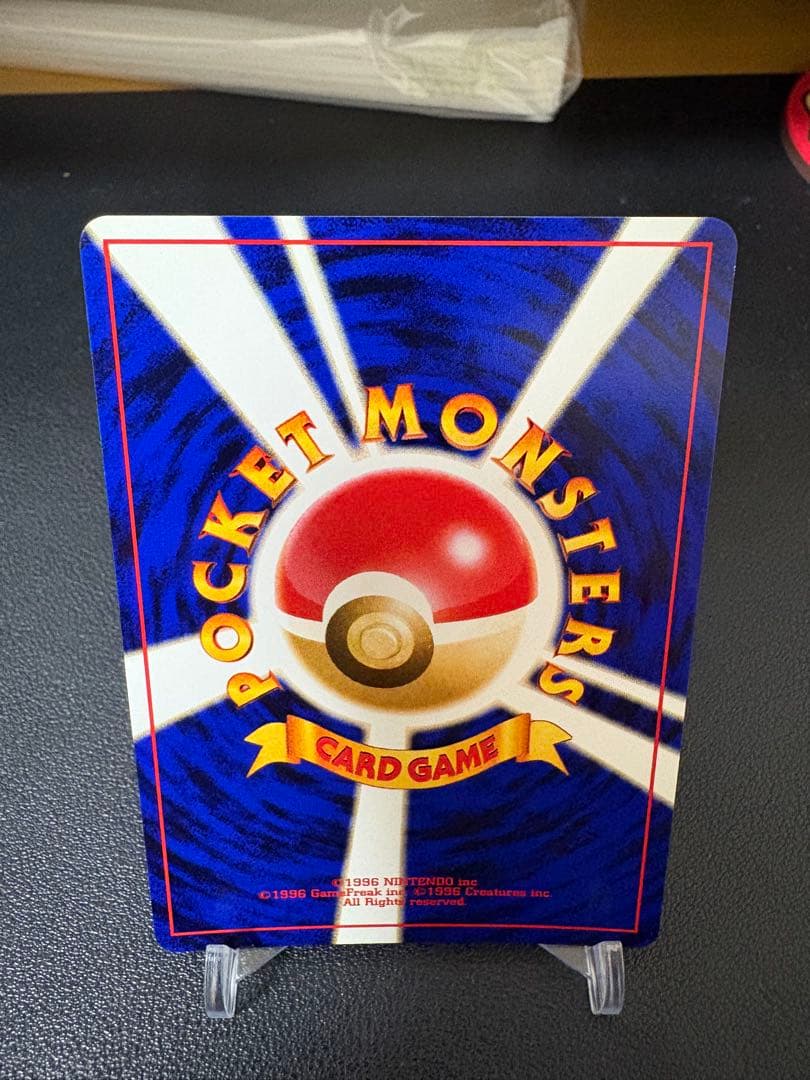 POCKET MONSTERS
CARD GAME
©1996 NINTENDO inc
©1996 GameFreak inc. ©1996 Creatures inc.
All Rights reserved.